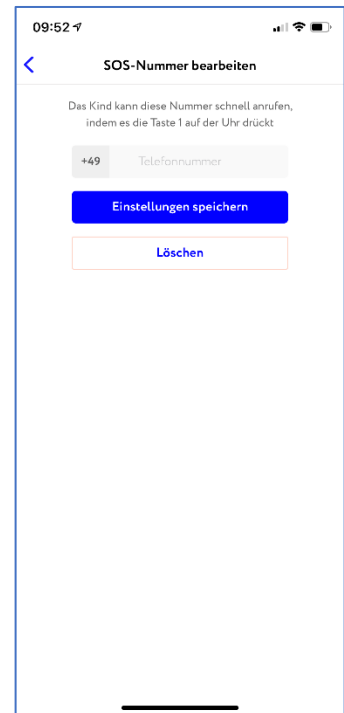 09:52
SOS-Nummer bearbeiten
Das Kind kann diese Nummer schnell anrufen,
indem es die Taste 1 auf der Uhr drückt
+49 Telefonnummer
Einstellungen speichern
Löschen